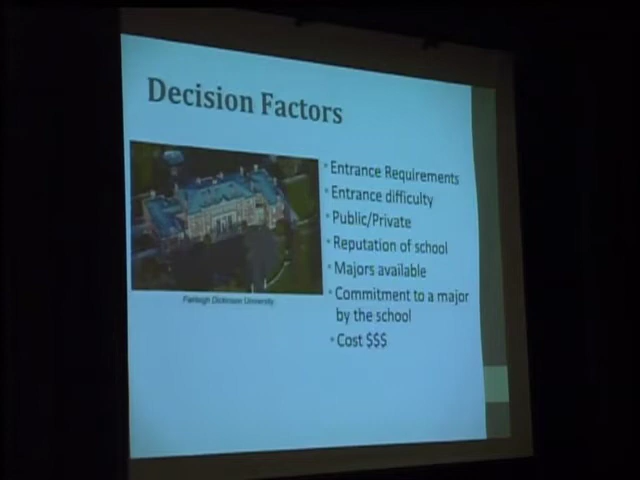 Decision Factors
Entrance Requirements
Entrance difficulty
Public/Private
Reputation of school
Majors available
Commitment to a major
by the school
Cost $$$
Fairleigh Dickinson University